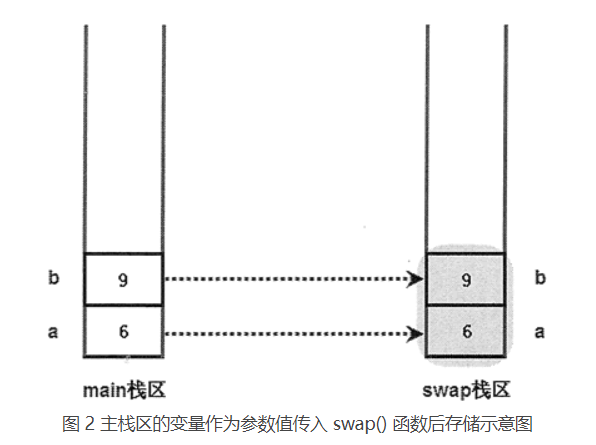 b 9 9 b
a 6 6 a
main栈区 swap栈区
图 2 主栈区的变量作为参数值传入 swap() 函数后存储示意图